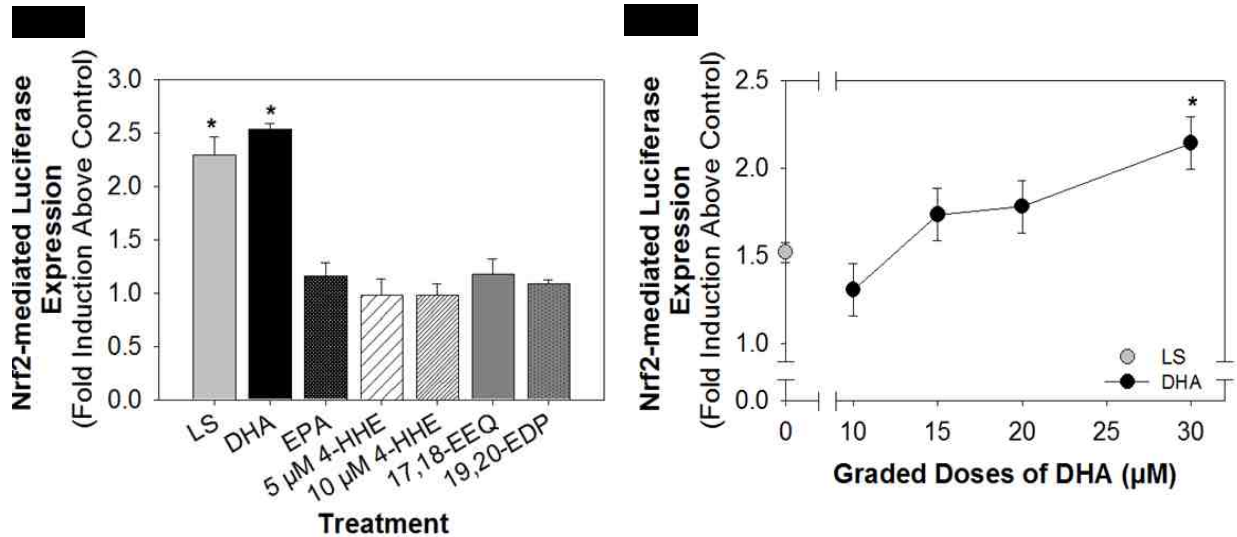 Nrf2-mediated Luciferase
Expression
(Fold Induction Above Control)
3.0
2.5
2.0
1.5
1.0
0.5
0.0
*
*
LS
DHA
EPA
5 µM 4-HHE
10 µM 4-HHE
17,18-EEQ
19,20-EDP
Treatment
Nrf2-mediated Luciferase
Expression
(Fold Induction Above Control)
2.5
2.0
1.5
1.0
0.0
*
LS
DHA
0
10
15
20
25
30
Graded Doses of DHA (µM)